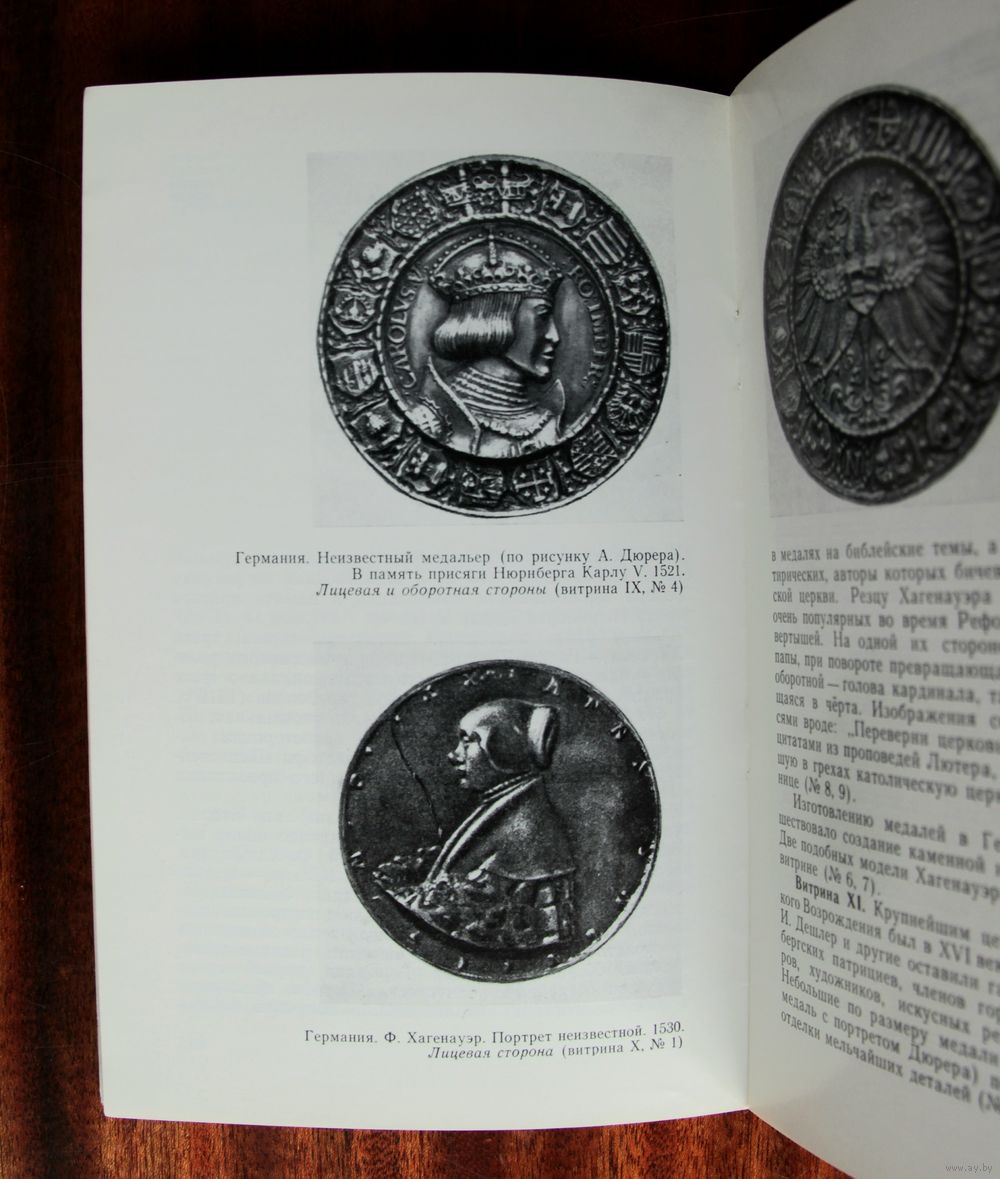 CAROLVS V
RO IMPER
Германия. Неизвестный медальер (по рисунку А. Дюрера).
В память присяги Нюрнберга Карлу V. 1521.
Лицевая и оборотная стороны (витрина IX, № 4)
Германия. Ф. Хагенауэр. Портрет неизвестной. 1530.
Лицевая сторона (витрина X, № 1)
в медалях на библейские темы, а
тирических, авторы которых бичев
ской церкви. Резцу Хагенауэра
очень популярных во время Рефо
вертышей. На одной их сторон
папы, при повороте превращающа
оборотной — голова кардинала, т
щаяся в чёрта. Изображения с
сями вроде: „Переверни церков
цитатами из проповедей Лютера,
шую в грехах католическую цер
нице (№ 8, 9).
Изготовлению медалей в Ге
шествовало создание каменной
Две подобных модели Хагенауэр
витрине (№ 6, 7).
Витрина XI. Крупнейшим це
кого Возрождения был в XVI век
И. Дешлер и другие оставили га
бергских патрициев, членов гор
ров, художников, искусных ре
Небольшие по размеру медали
медаль с портретом Дюрера) п
отделки мельчайших деталей (№
www.ay.by